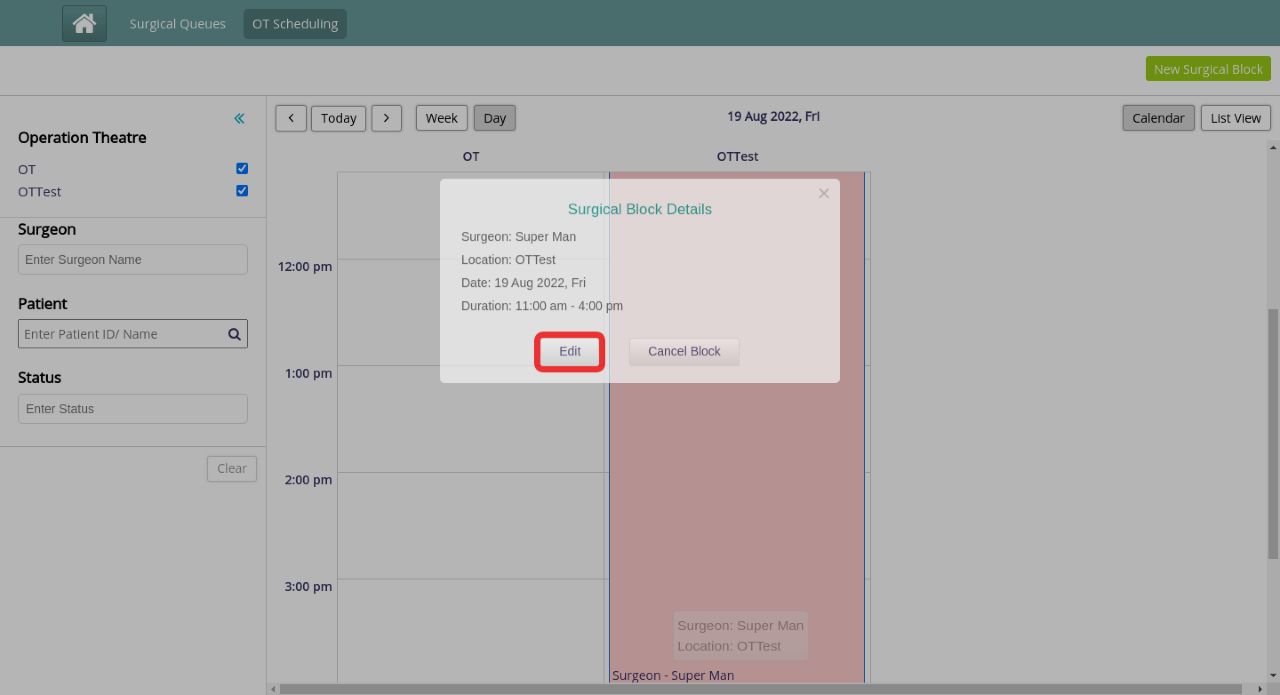 Surgical Queues
OT Scheduling
New Surgical Block
Operation Theatre
OT
OTTest
Surgeon
Enter Surgeon Name
Patient
Enter Patient ID/ Name
Status
Enter Status
Clear
Today
Week
Day
19 Aug 2022, Fri
Calendar
List View
OT
OTTest
12:00 pm
1:00 pm
2:00 pm
3:00 pm
Surgical Block Details
Surgeon: Super Man
Location: OTTest
Date: 19 Aug 2022, Fri
Duration: 11:00 am - 4:00 pm
Edit
Cancel Block
Surgeon: Super Man
Location: OTTest
Surgeon - Super Man